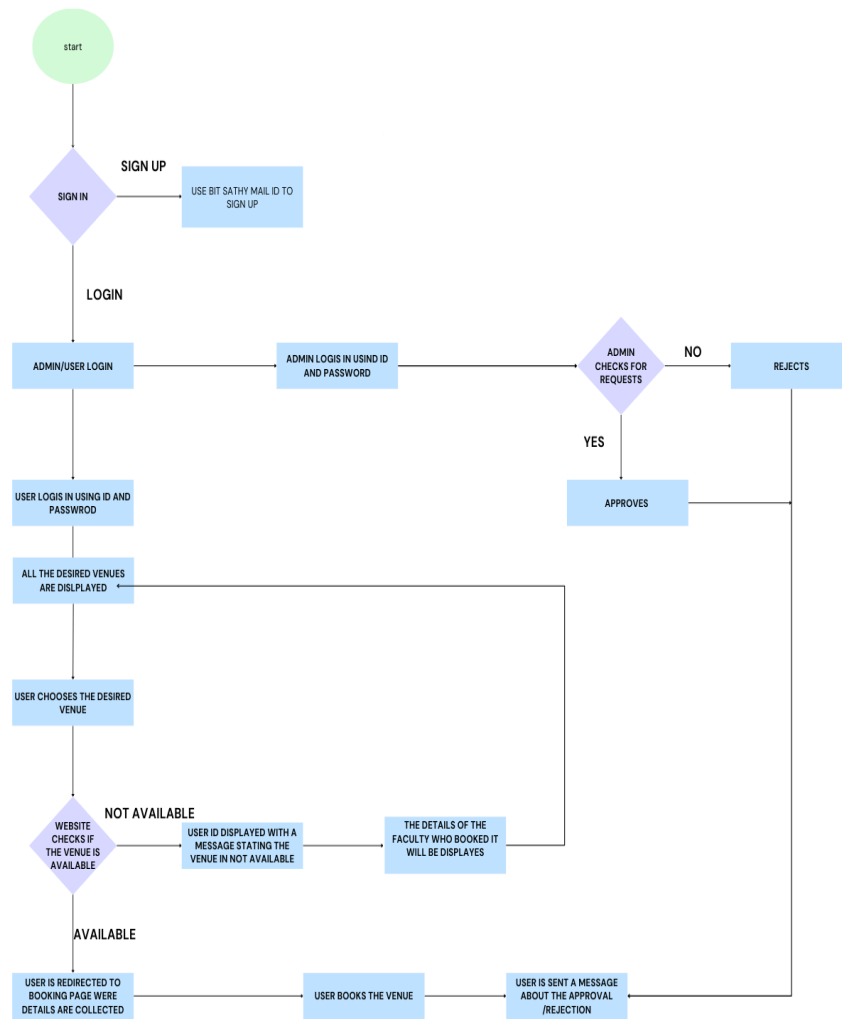 start
SIGN UP
SIGN IN
USE BIT SATHY MAIL ID TO
SIGN UP
LOGIN
ADMIN/USER LOGIN
ADMIN LOGIS IN USIND ID
AND PASSWORD
ADMIN
CHECKS FOR
REQUESTS
NO
REJECTS
YES
APPROVES
USER LOGIS IN USING ID AND
PASSWROD
ALL THE DESIRED VENUES
ARE DISLPLAYED
USER CHOOSES THE DESIRED
VENUE
WEBSITE
CHECKS IF
THE VENUE IS
AVAILABLE
NOT AVAILABLE
USER ID DISPLAYED WITH A
MESSAGE STATING THE
VENUE IN NOT AVAILABLE
THE DETAILS OF THE
FACULTY WHO BOOKED IT
WILL BE DISPLAYES
AVAILABLE
USER IS REDIRECTED TO
BOOKING PAGE WERE
DETAILS ARE COLLECTED
USER BOOKS THE VENUE
USER IS SENT A MESSAGE
ABOUT THE APPROVAL
/REJECTION